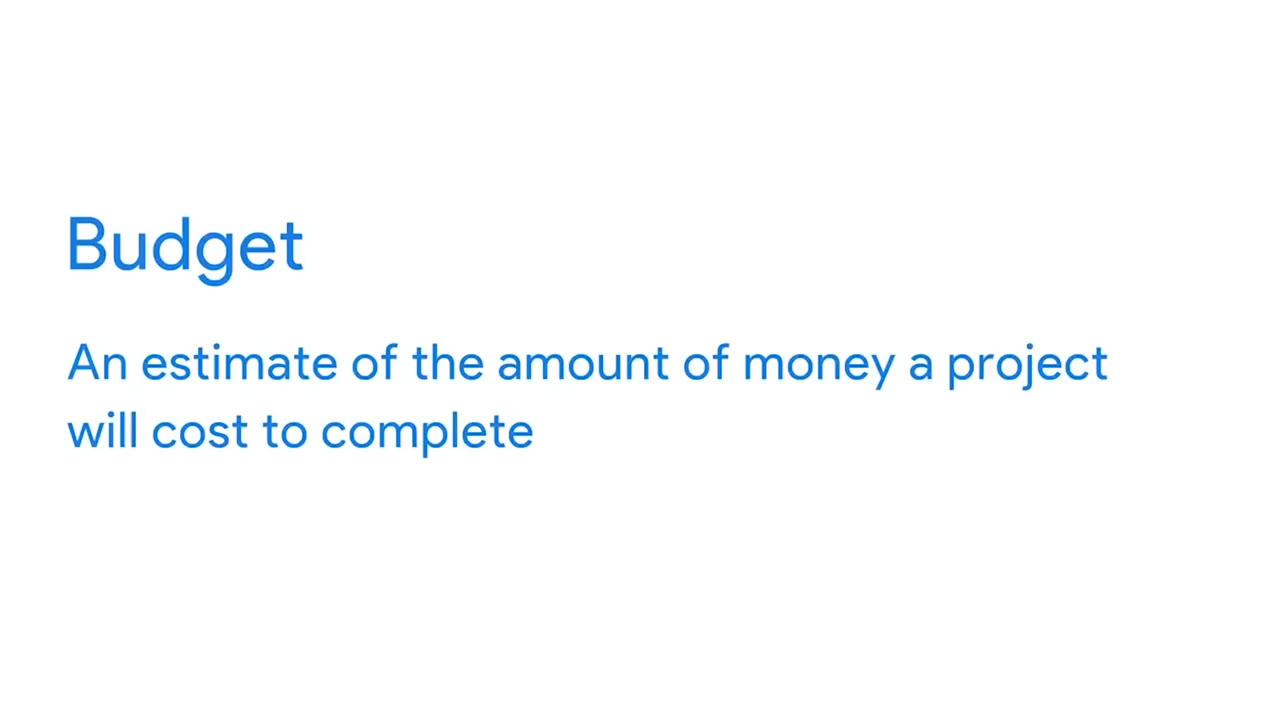 Budget
An estimate of the amount of money a project
will cost to complete